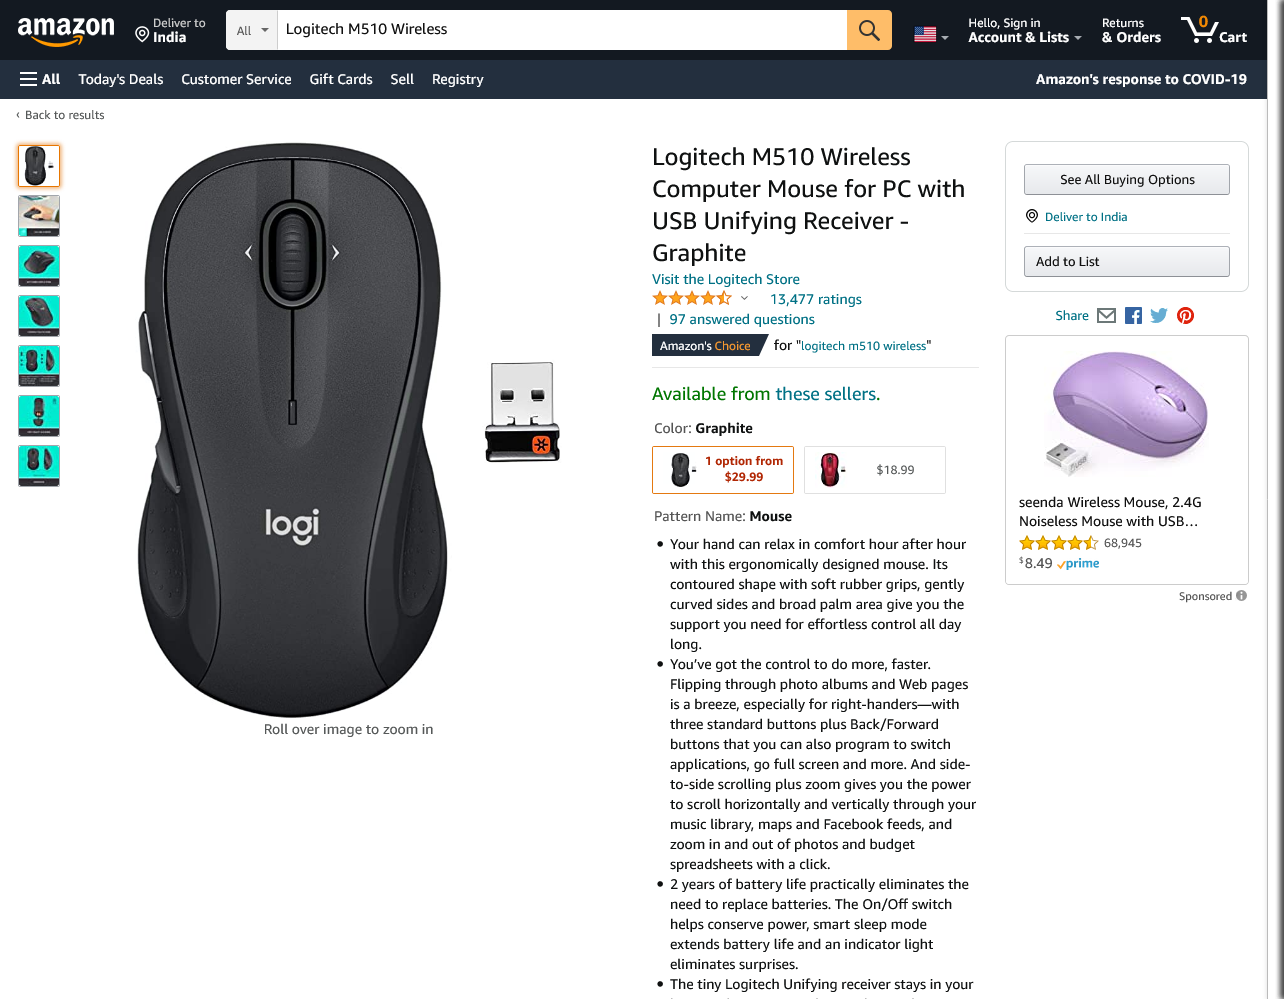 amazon
Deliver to
India
All
Logitech M510 Wireless
Hello, Sign in
Account & Lists
Returns
& Orders
0
Cart
All
Today's Deals
Customer Service
Gift Cards
Sell
Registry
Amazon's response to COVID-19
‹ Back to results
logi
Roll over image to zoom in
Logitech M510 Wireless
Computer Mouse for PC with
USB Unifying Receiver -
Graphite
Visit the Logitech Store
13,477 ratings
| 97 answered questions
Amazon's Choice for "logitech m510 wireless"
Available from these sellers.
Color: Graphite
1 option from
$29.99
$18.99
Pattern Name: Mouse
• Your hand can relax in comfort hour after hour
with this ergonomically designed mouse. Its
contoured shape with soft rubber grips, gently
curved sides and broad palm area give you the
support you need for effortless control all day
long.
• You've got the control to do more, faster.
Flipping through photo albums and Web pages
is a breeze, especially for right-handers—with
three standard buttons plus Back/Forward
buttons that you can also program to switch
applications, go full screen and more. And side-
to-side scrolling plus zoom gives you the power
to scroll horizontally and vertically through your
music library, maps and Facebook feeds, and
zoom in and out of photos and budget
spreadsheets with a click.
• 2 years of battery life practically eliminates the
need to replace batteries. The On/Off switch
helps conserve power, smart sleep mode
extends battery life and an indicator light
eliminates surprises.
• The tiny Logitech Unifying receiver stays in your
See All Buying Options
Deliver to India
Add to List
Share
seenda Wireless Mouse, 2.4G
Noiseless Mouse with USB…
68,945
$8.49 prime
Sponsored